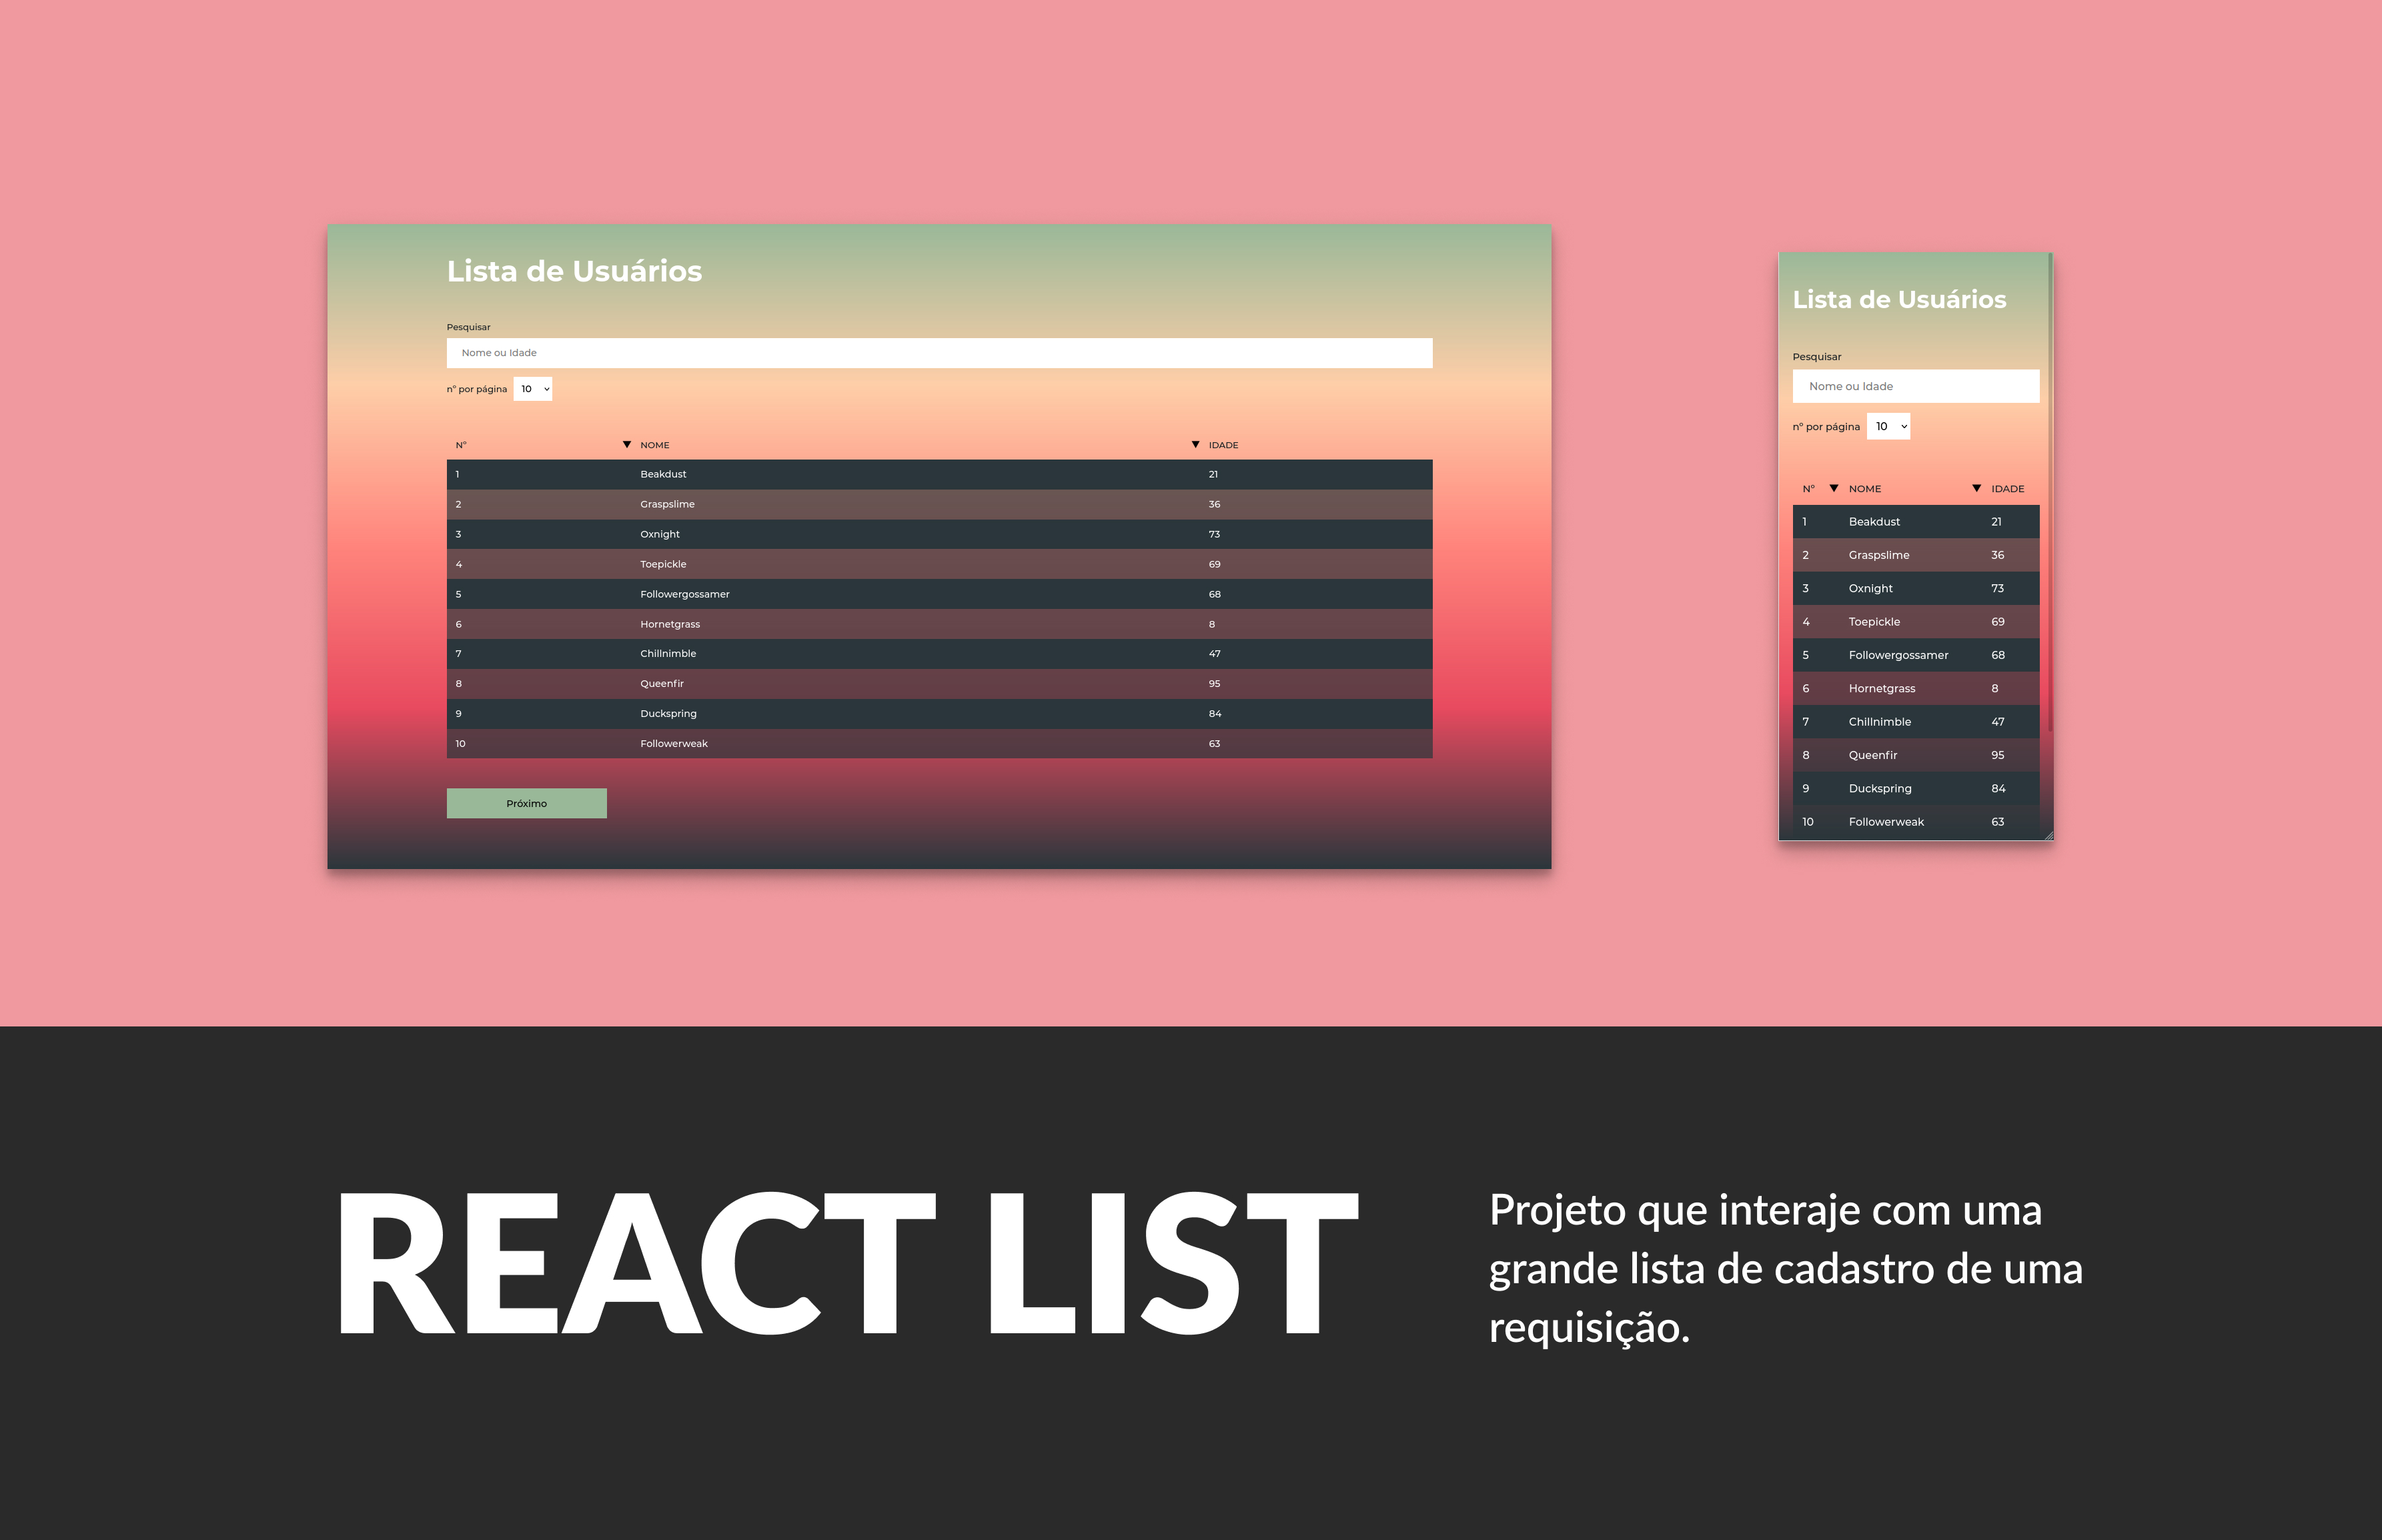 Lista de Usuários
Pesquisar
Nome ou Idade
nº por página 10
Nº ▼ NOME ▼ IDADE
1 Beakdust 21
2 Graspslime 36
3 Oxnight 73
4 Toepickle 69
5 Followergossamer 68
6 Hornetgrass 8
7 Chillnimble 47
8 Queenfir 95
9 Duckspring 84
10 Followerweak 63
Próximo
Lista de Usuários
Pesquisar
Nome ou Idade
nº por página 10
Nº ▼ NOME ▼ IDADE
1 Beakdust 21
2 Graspslime 36
3 Oxnight 73
4 Toepickle 69
5 Followergossamer 68
6 Hornetgrass 8
7 Chillnimble 47
8 Queenfir 95
9 Duckspring 84
10 Followerweak 63
REACT LIST
Projeto que interaje com uma
grande lista de cadastro de uma
requisição.